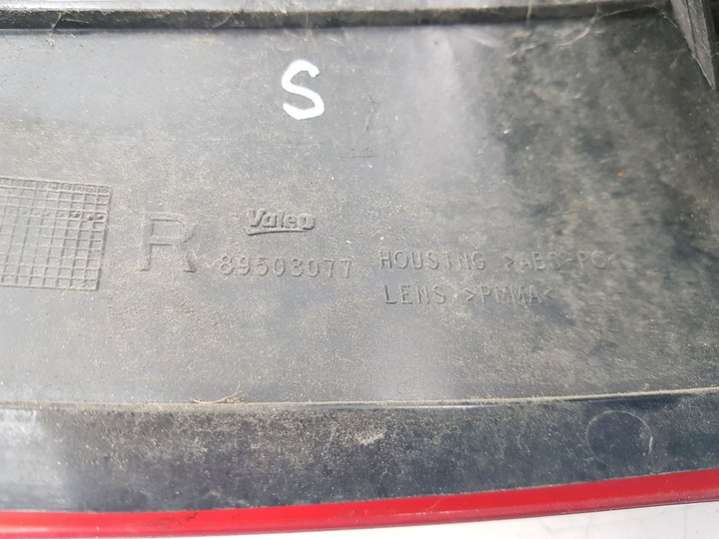 S
R
Valeo
89503077
HOUSING >ABS+PC<
LENS >PMMA<